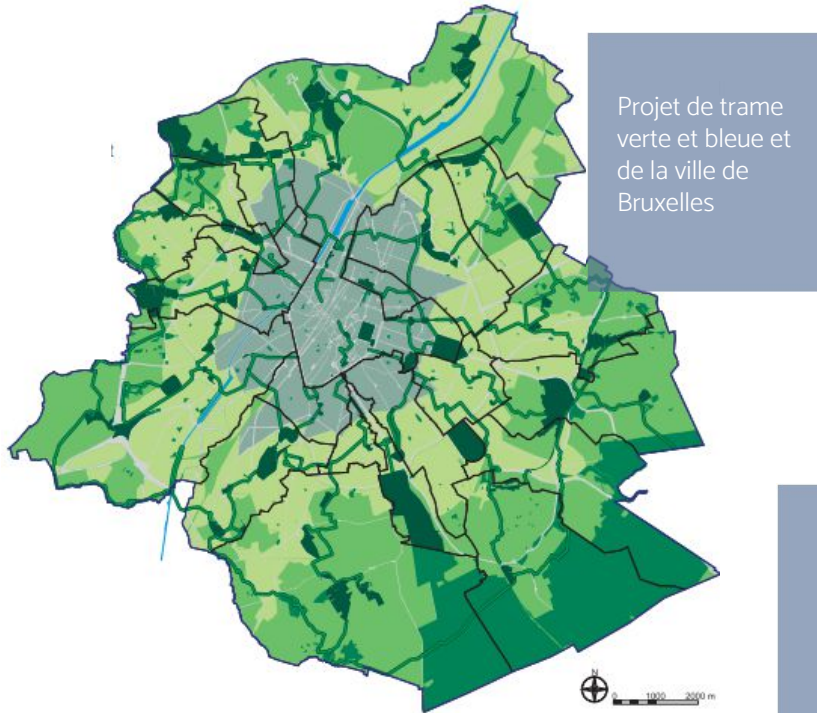 Projet de trame
verte et bleue et
de la ville de
Bruxelles
N
0 1000 2000 m